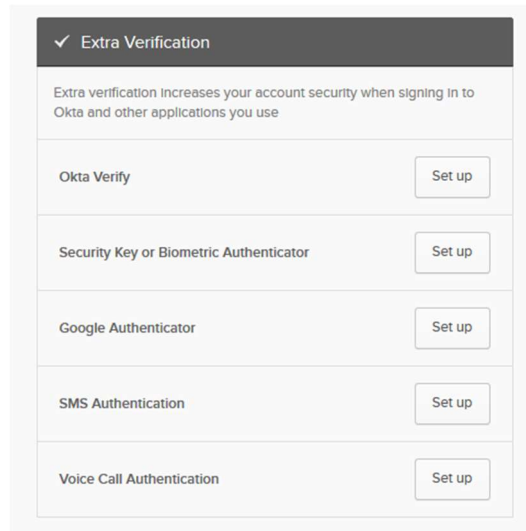 Extra Verification
Extra verification increases your account security when signing in to
Okta and other applications you use
Okta Verify
Set up
Security Key or Biometric Authenticator
Set up
Google Authenticator
Set up
SMS Authentication
Set up
Voice Call Authentication
Set up